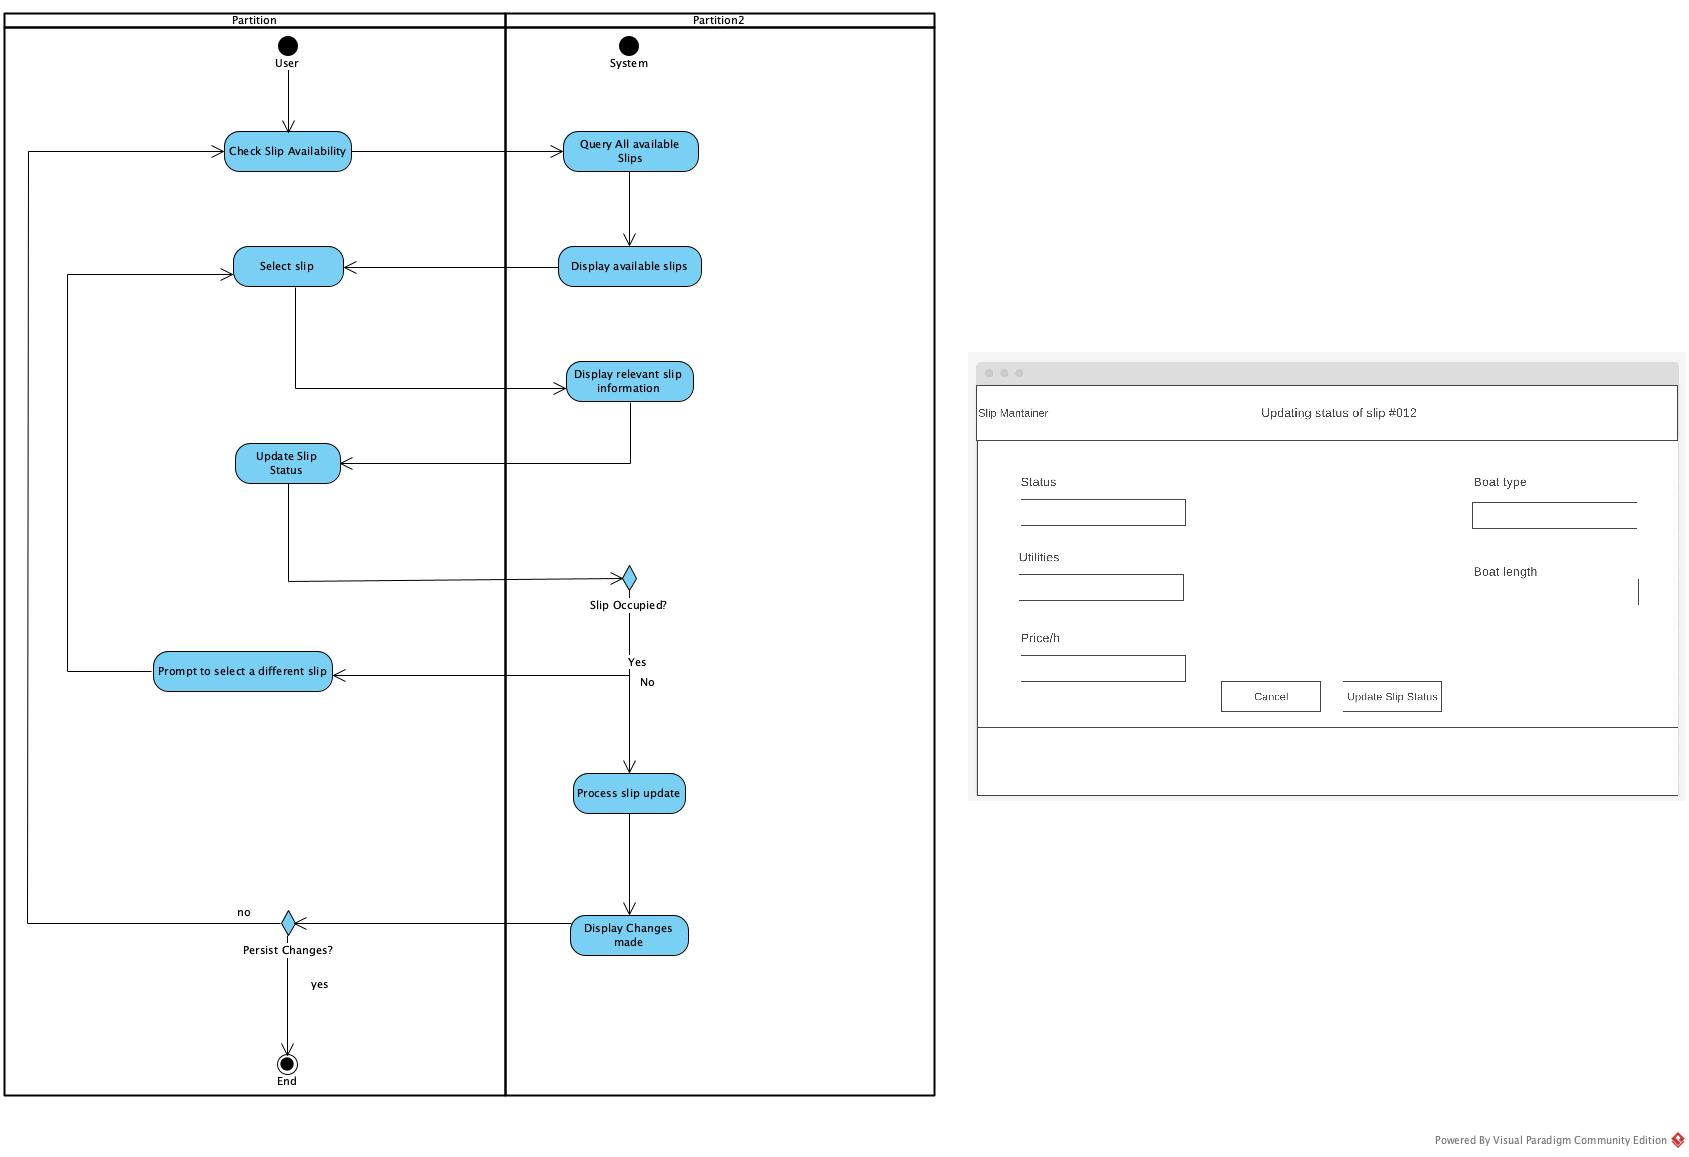 Partition
Partition2
User
System
Check Slip Availability
Query All available
Slips
Select slip
Display available slips
Display relevant slip
information
Update Slip
Status
Slip Occupied?
Yes
No
Prompt to select a different slip
Process slip update
no
Display Changes
made
Persist Changes?
yes
End
Slip Mantainer
Updating status of slip #012
Status
Boat type
Utilities
Boat length
Price/h
Cancel
Update Slip Status
Powered By Visual Paradigm Community Edition